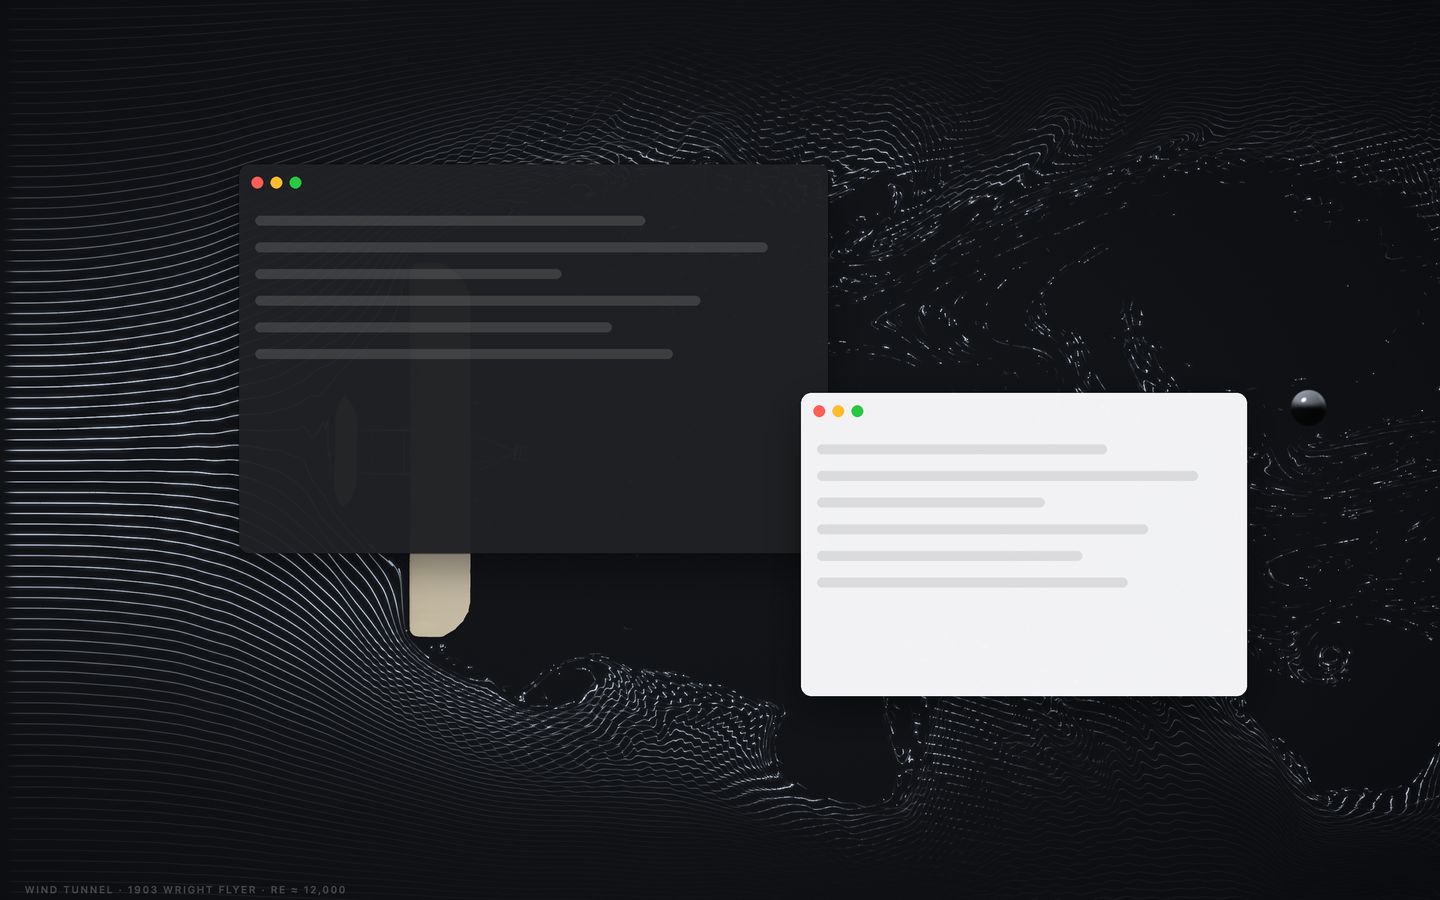 WIND TUNNEL · 1903 WRIGHT FLYER · RE ≈ 12,000